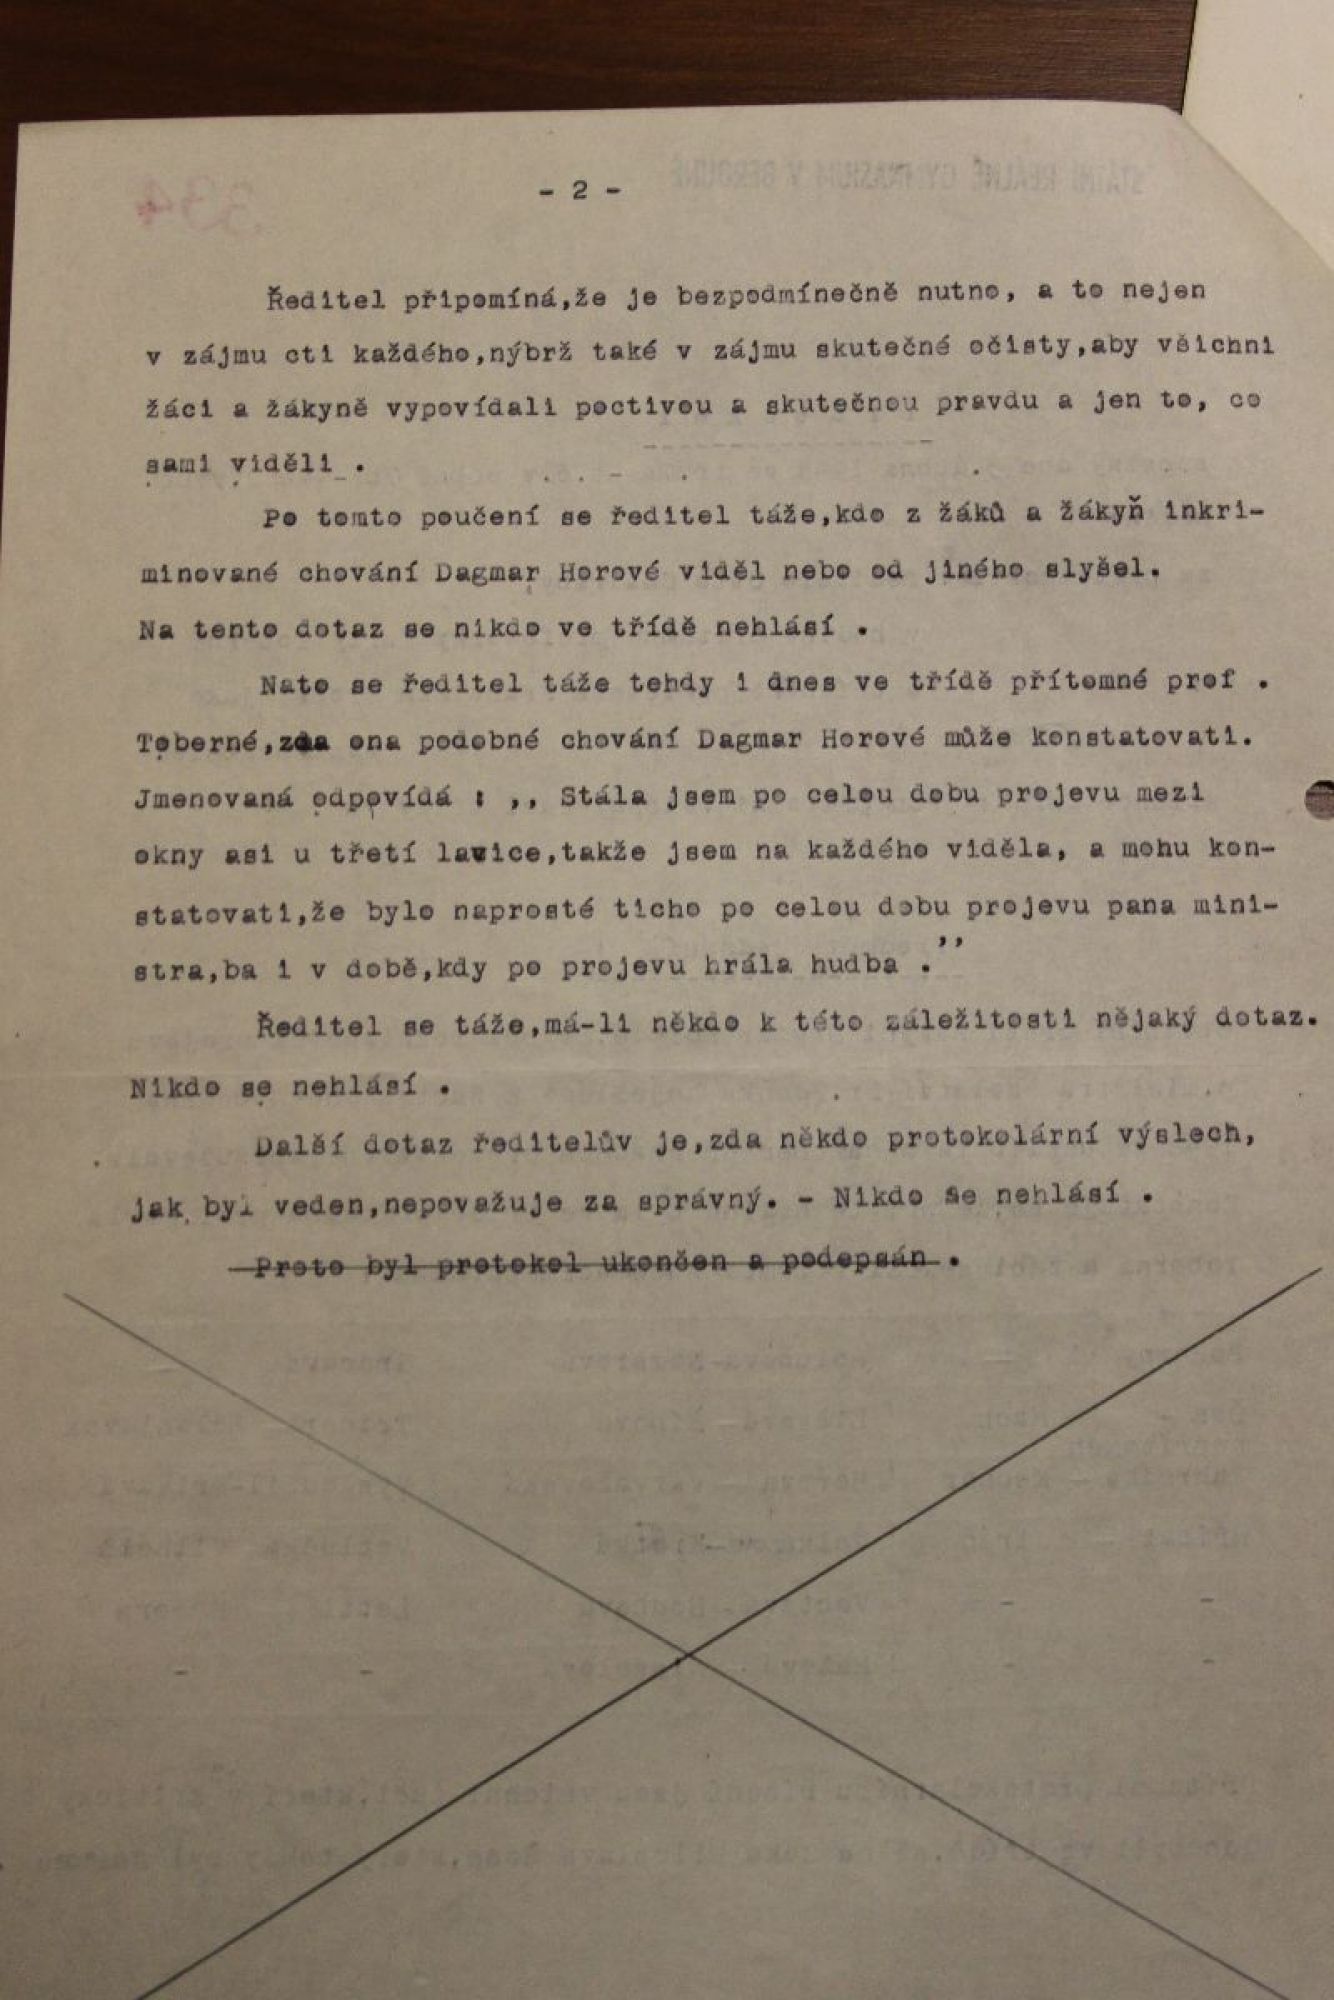 - 2 -
Ředitel připomíná,že je bezpodmínečně nutno, a to nejen
v zájmu cti každého,nýbrž také v zájmu skutečné očisty,aby všichni
žáci a žákyně vypovídali poctivou a skutečnou pravdu a jen to, co
sami viděli .
Po tomto poučení se ředitel táže,kdo z žáků a žákyň inkri-
minované chování Dagmar Horové viděl nebo od jiného slyšel.
Na tento dotaz se nikdo ve třídě nehlásí .
Nato se ředitel táže tehdy i dnes ve třídě přítomné prof .
Toberné,zda ona podobné chování Dagmar Horové může konstatovati.
Jmenovaná odpovídá : ,, Stála jsem po celou dobu projevu mezi
okny asi u třetí lavice,takže jsem na každého viděla, a mohu kon-
statovati,že bylo naprosté ticho po celou dobu projevu pana mini-
stra,ba i v době,kdy po projevu hrála hudba .’’
Ředitel se táže,má-li někdo k této záležitosti nějaký dotaz.
Nikdo se nehlásí .
Další dotaz ředitelův je,zda někdo protokolární výslech,
jak byl veden,nepovažuje za správný. - Nikdo se nehlásí .
Proto byl protokol ukončen a podepsán .
STÁTNÍ REÁLNÉ GYMNASIUM V BEROUNĚ
334